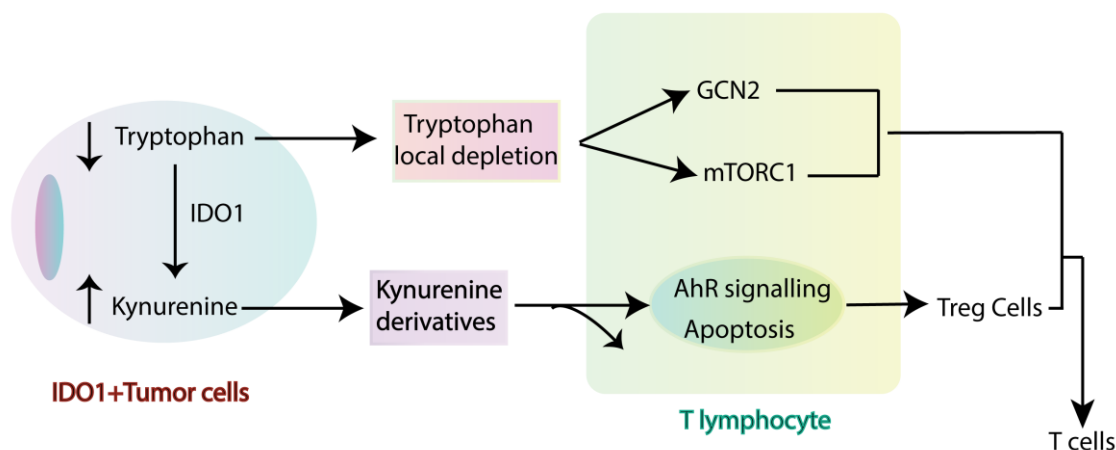 Tryptophan
IDO1
Kynurenine
IDO1+Tumor cells
Tryptophan
local depletion
Kynurenine
derivatives
GCN2
mTORC1
AhR signalling
Apoptosis
T lymphocyte
Treg Cells
T cells